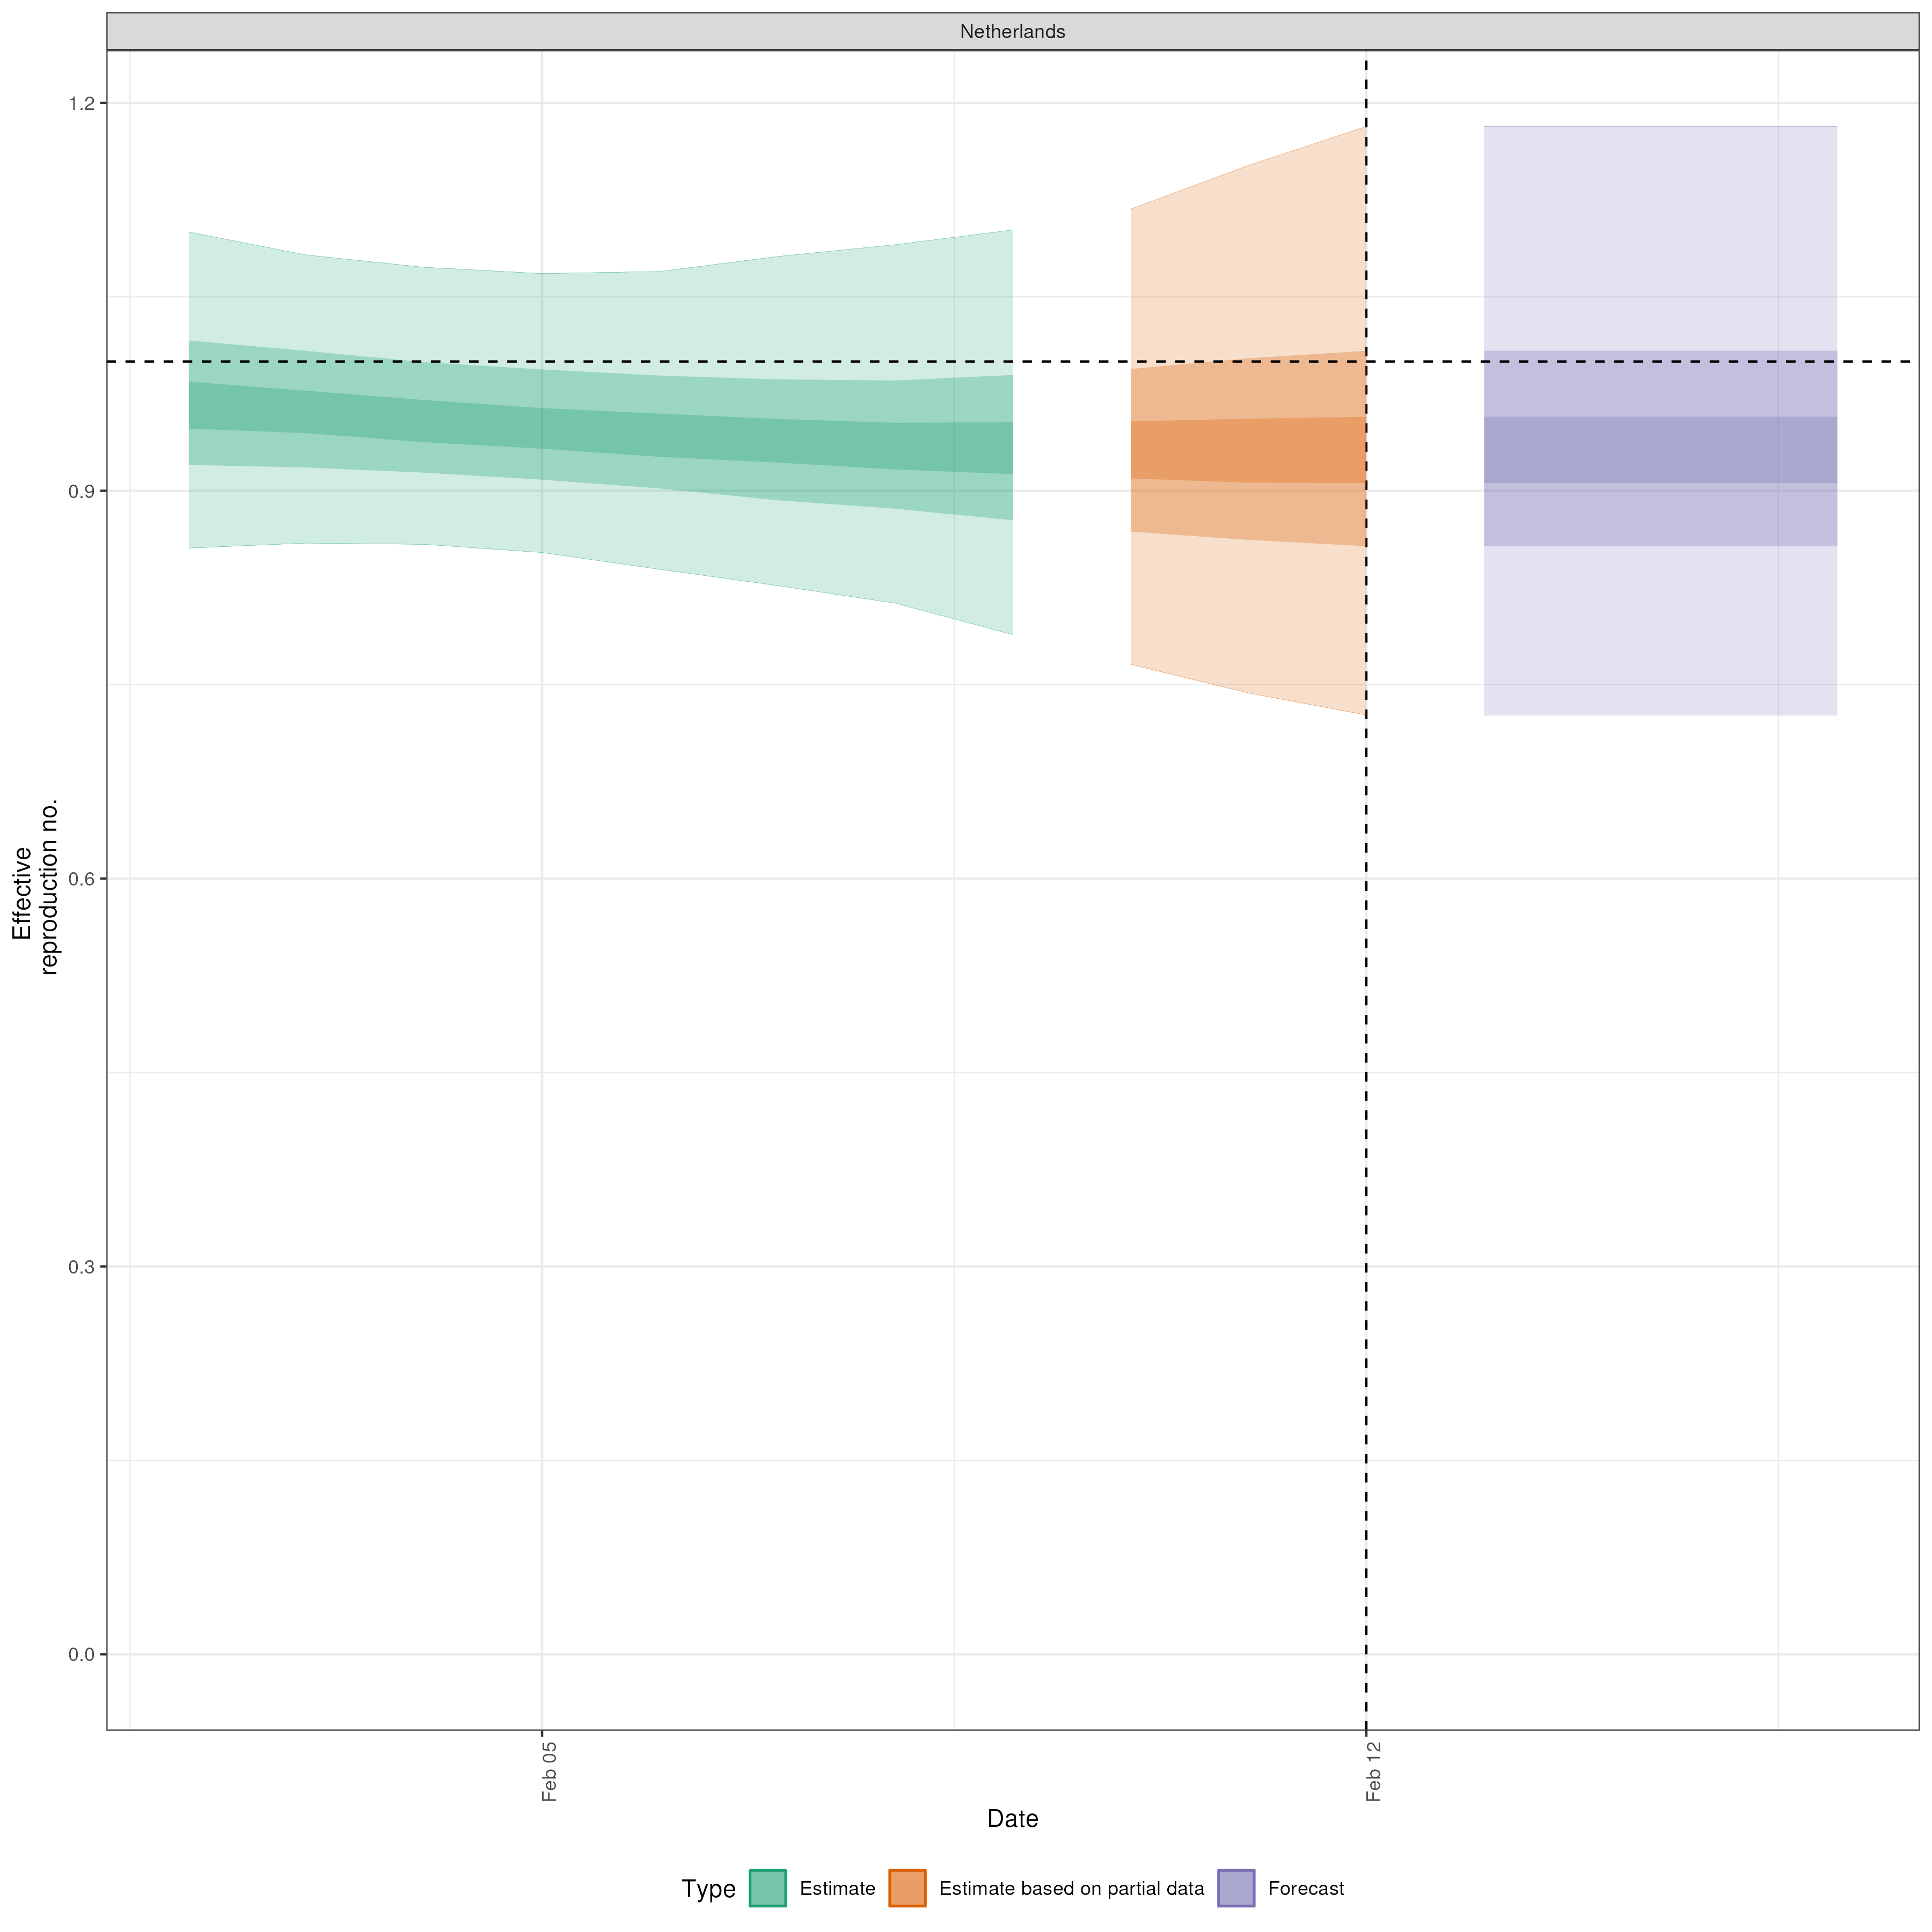 Netherlands
1.2
0.9
0.6
0.3
0.0
Effective
reproduction no.
Feb 05
Feb 12
Date
Type
Estimate
Estimate based on partial data
Forecast